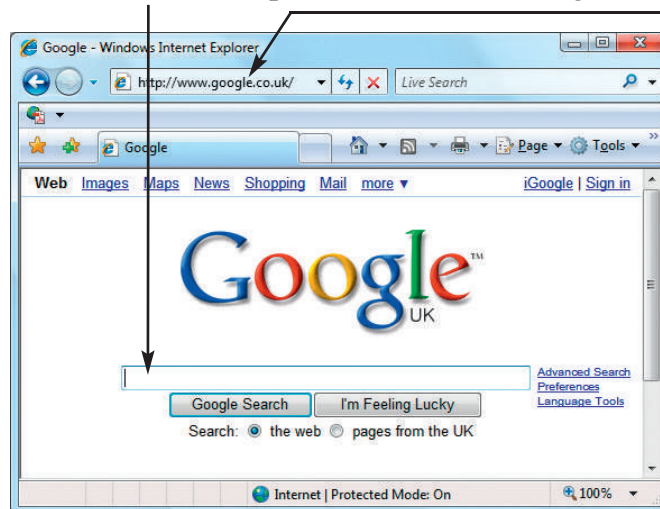 Google - Windows Internet Explorer
http://www.google.co.uk/ Live Search
Google Page Tools
Web Images Maps News Shopping Mail more iGoogle | Sign in
Google™
UK
Advanced Search
Preferences
Language Tools
Google Search I'm Feeling Lucky
Search: the web pages from the UK
Internet | Protected Mode: On 100%